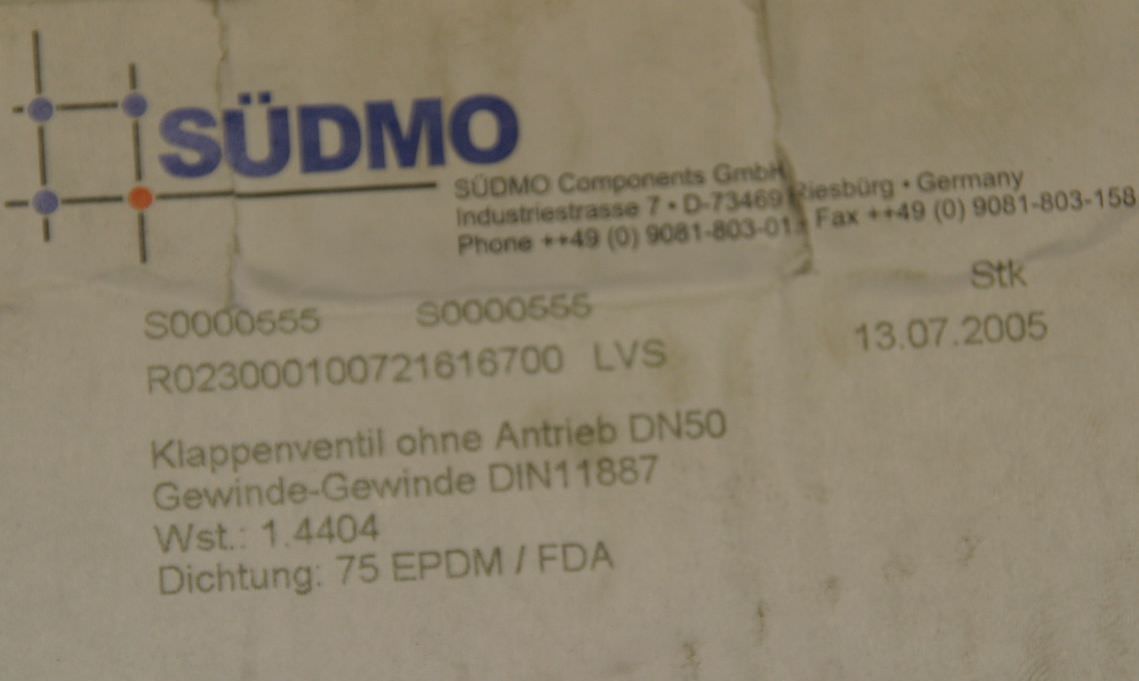 SÜDMO
SÜDMO Components GmbH
Industriestrasse 7 • D-73469 Riesbürg • Germany
Phone ++49 (0) 9081-803-01 • Fax ++49 (0) 9081-803-158
Stk
S0000555 S0000555
R023000100721616700 LVS 13.07.2005
Klappenventil ohne Antrieb DN50
Gewinde-Gewinde DIN11887
Wst.: 1.4404
Dichtung: 75 EPDM / FDA